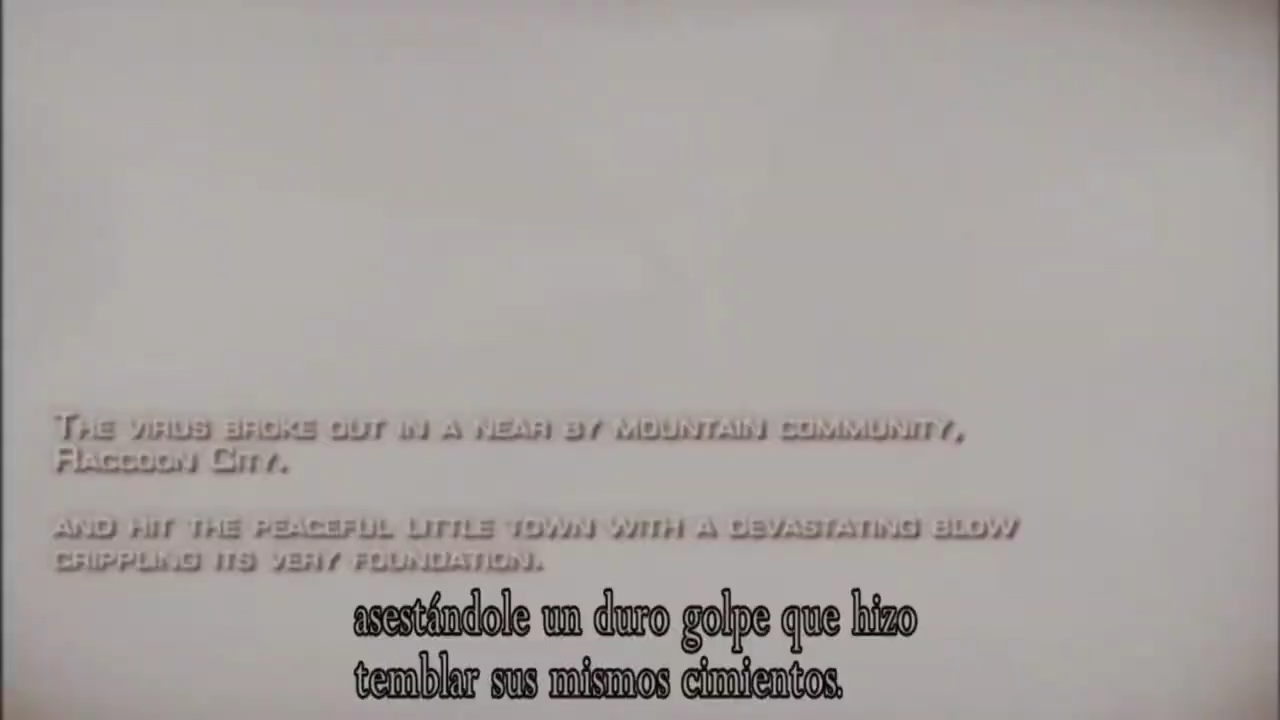 The virus broke out in a near by mountain community,
Raccoon City.
and hit the peaceful little town with a devastating blow
crippling its very foundation.
asestándole un duro golpe que hizo
temblar sus mismos cimientos.